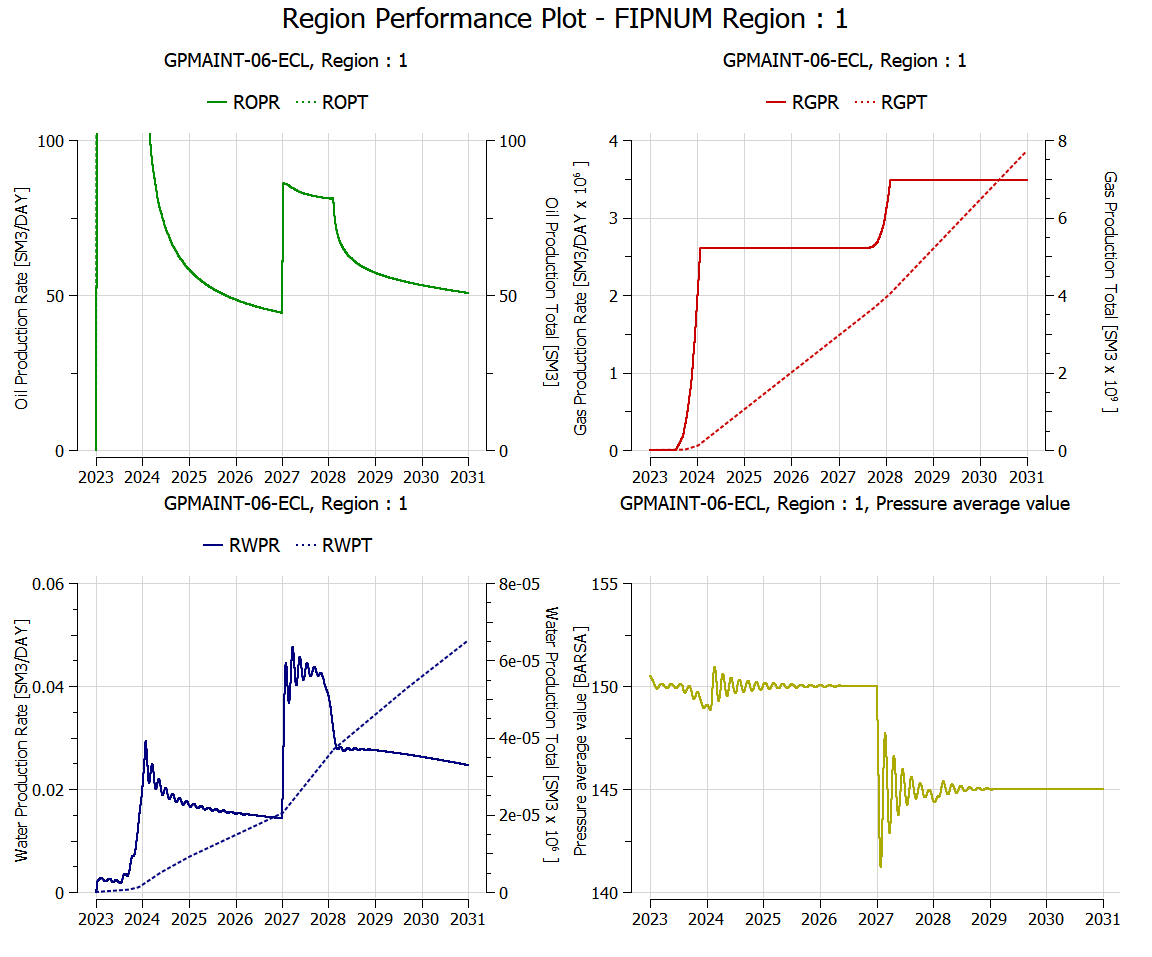 Region Performance Plot - FIPNUM Region : 1
GPMAINT-06-ECL, Region : 1
ROPR ROPT
100
50
0
100
50
0
Oil Production Rate [SM3/DAY]
Oil Production Total [SM3]
2023 2024 2025 2026 2027 2028 2029 2030 2031
GPMAINT-06-ECL, Region : 1
RGPR RGPT
4
3
2
1
0
8
6
4
2
0
Gas Production Rate [SM3/DAY x 10⁶ ]
Gas Production Total [SM3 x 10⁹ ]
2023 2024 2025 2026 2027 2028 2029 2030 2031
GPMAINT-06-ECL, Region : 1
RWPR RWPT
0.06
0.04
0.02
0
8e-05
6e-05
4e-05
2e-05
0
Water Production Rate [SM3/DAY]
Water Production Total [SM3 x 10⁶ ]
2023 2024 2025 2026 2027 2028 2029 2030 2031
GPMAINT-06-ECL, Region : 1, Pressure average value
155
150
145
140
Pressure average value [BARSA]
2023 2024 2025 2026 2027 2028 2029 2030 2031